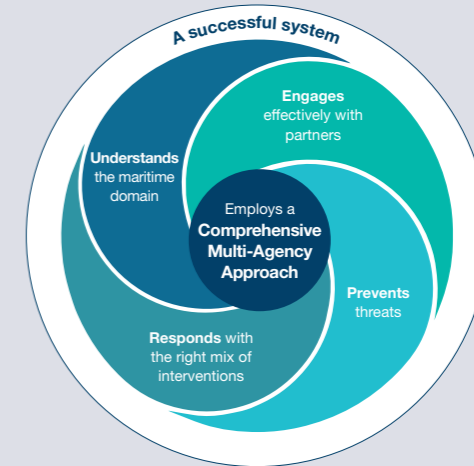 A successful system
Engages
effectively with
partners
Understands
the maritime
domain
Employs a
Comprehensive
Multi-Agency
Approach
Prevents
threats
Responds with
the right mix of
interventions